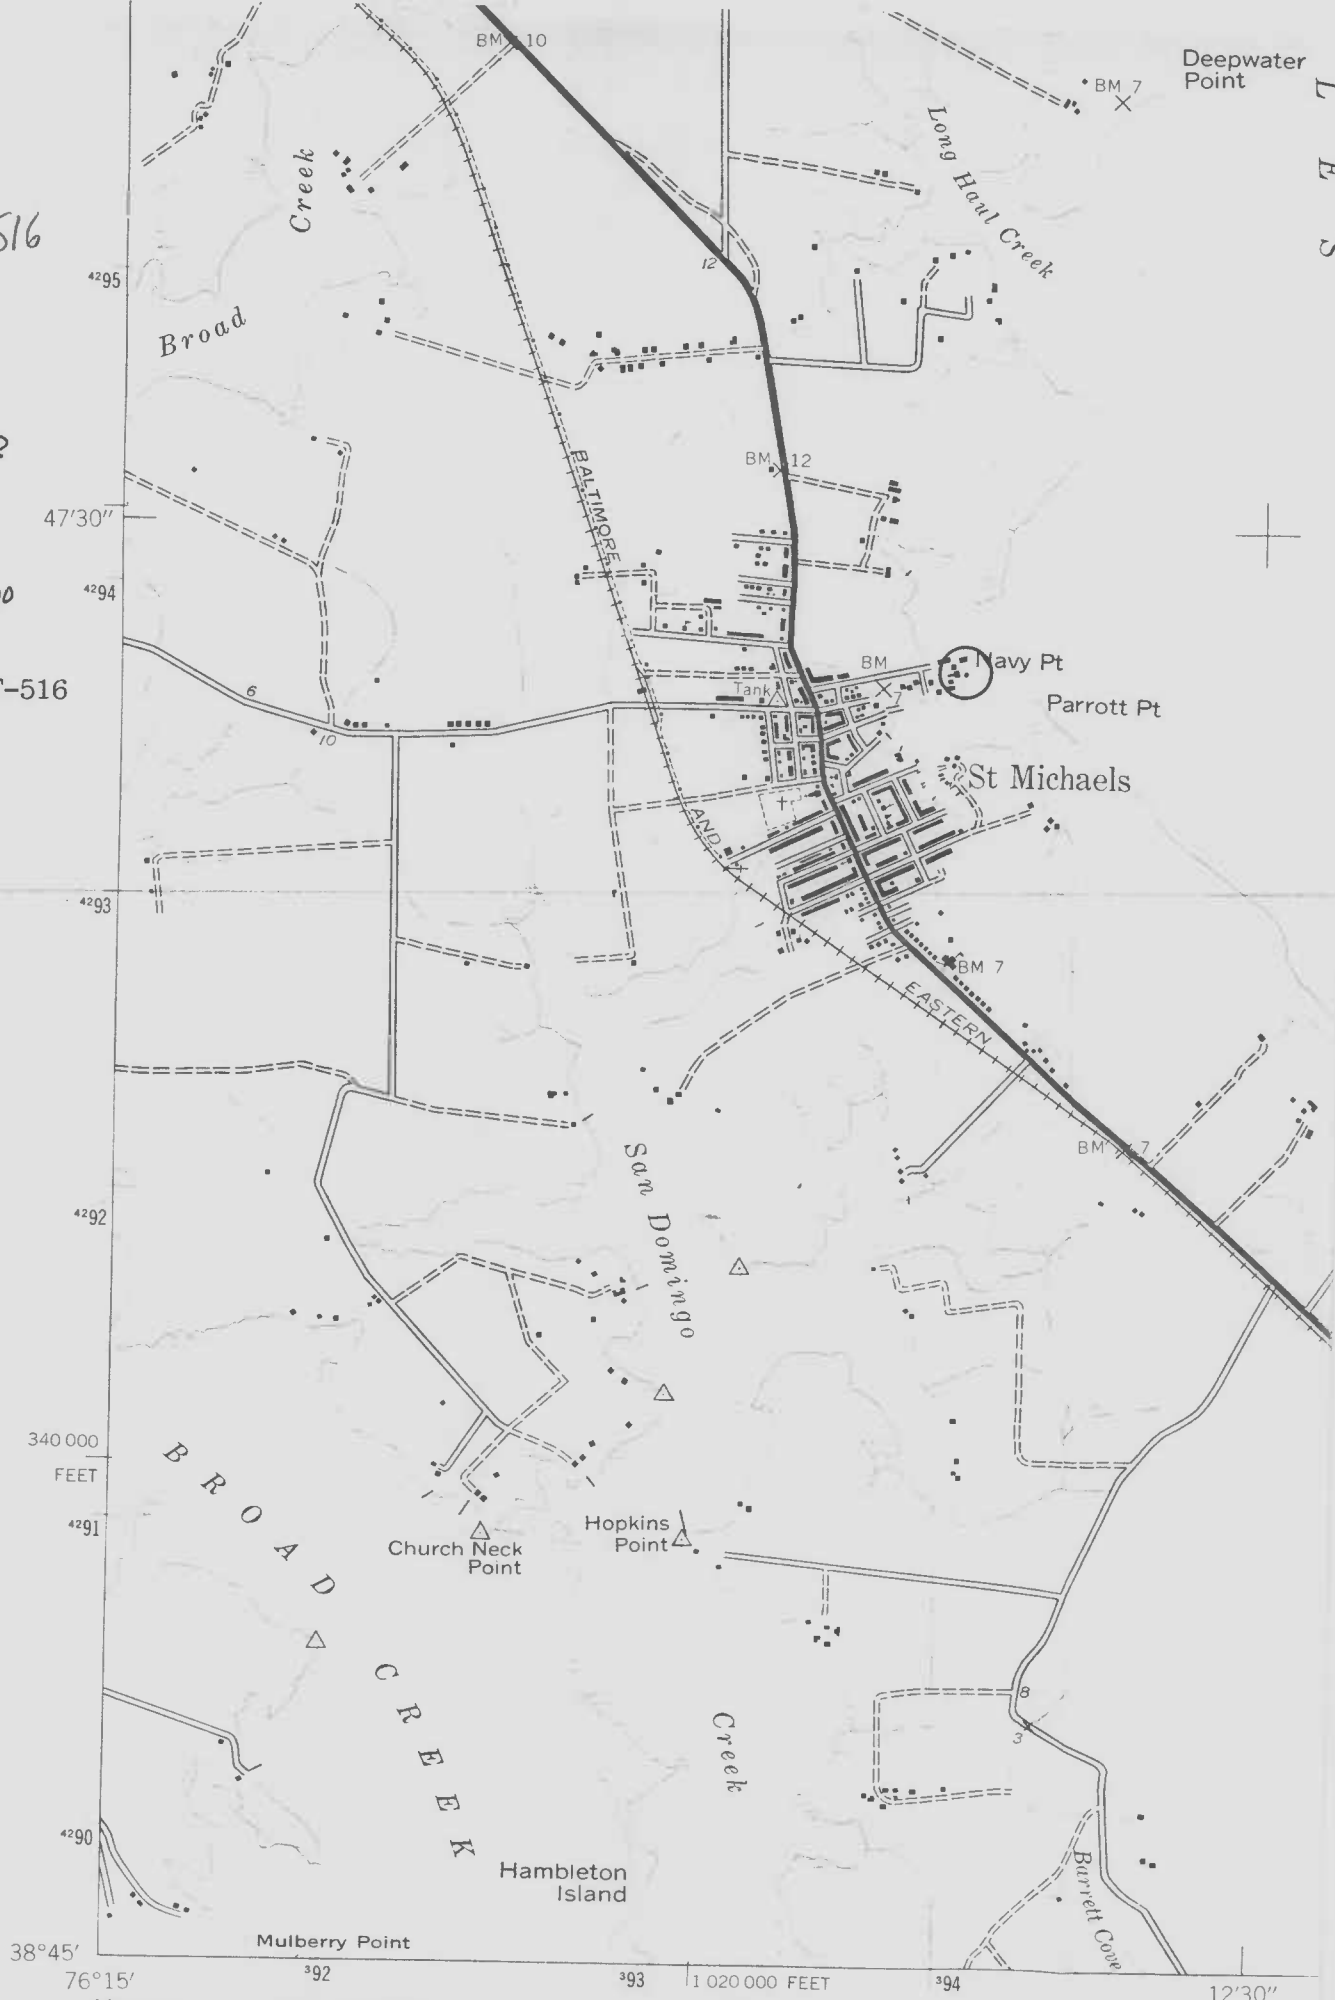 BM 10
Deepwater
Point
BM 7
L
E
S
Long Haul Creek
Creek
516
4295
12
Broad
BM 12
BALTIMORE
47'30"
4294
-516
BM 7
Navy Pt
Tank
Parrott Pt
6
10
St Michaels
AND
4293
BM 7
EASTERN
BM 7
San Domingo
4292
340 000
FEET
BROAD
4291
Hopkins
Point
Church Neck
Point
CREEK
8
3
Creek
4290
Hambleton
Island
Barrett Cove
Mulberry Point
38°45'
76°15'
392
393
1 020 000 FEET
394
12'30"